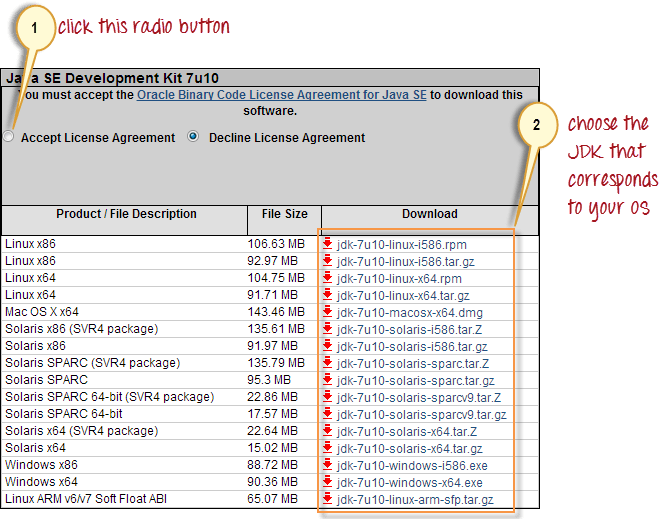 1 click this radio button
Java SE Development Kit 7u10
You must accept the Oracle Binary Code License Agreement for Java SE to download this
software.
Accept License Agreement Decline License Agreement
2 choose the
JDK that
corresponds
to your OS
Product / File Description File Size Download
Linux x86 106.63 MB jdk-7u10-linux-i586.rpm
Linux x86 92.97 MB jdk-7u10-linux-i586.tar.gz
Linux x64 104.75 MB jdk-7u10-linux-x64.rpm
Linux x64 91.71 MB jdk-7u10-linux-x64.tar.gz
Mac OS X x64 143.46 MB jdk-7u10-macosx-x64.dmg
Solaris x86 (SVR4 package) 135.61 MB jdk-7u10-solaris-i586.tar.Z
Solaris x86 91.97 MB jdk-7u10-solaris-i586.tar.gz
Solaris SPARC (SVR4 package) 135.79 MB jdk-7u10-solaris-sparc.tar.Z
Solaris SPARC 95.3 MB jdk-7u10-solaris-sparc.tar.gz
Solaris SPARC 64-bit (SVR4 package) 22.86 MB jdk-7u10-solaris-sparcv9.tar.Z
Solaris SPARC 64-bit 17.57 MB jdk-7u10-solaris-sparcv9.tar.gz
Solaris x64 (SVR4 package) 22.64 MB jdk-7u10-solaris-x64.tar.Z
Solaris x64 15.02 MB jdk-7u10-solaris-x64.tar.gz
Windows x86 88.72 MB jdk-7u10-windows-i586.exe
Windows x64 90.36 MB jdk-7u10-windows-x64.exe
Linux ARM v6/v7 Soft Float ABI 65.07 MB jdk-7u10-linux-arm-sfp.tar.gz